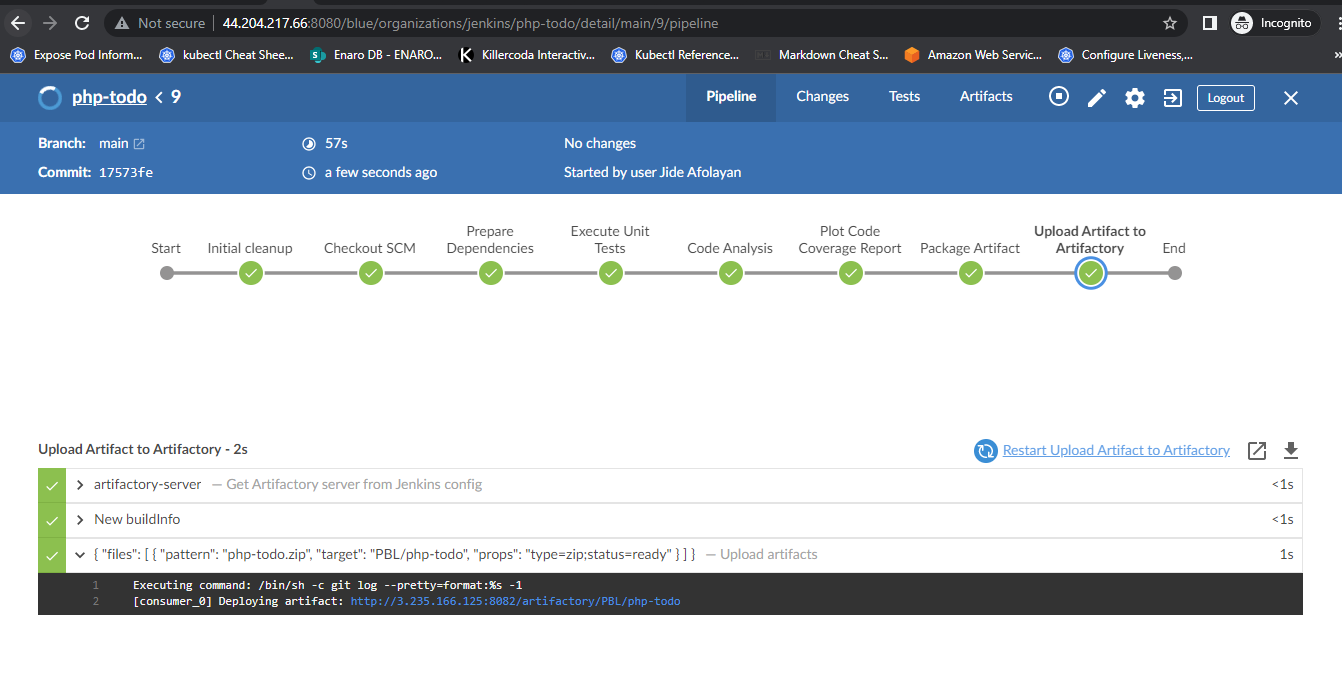 Not secure 44.204.217.66:8080/blue/organizations/jenkins/php-todo/detail/main/9/pipeline Incognito
Expose Pod Inform... kubectl Cheat Shee... Enaro DB - ENARO... Killercoda Interactiv... Kubectl Reference... Markdown Cheat S... Amazon Web Servic... Configure Liveness,... »
php-todo < 9 Pipeline Changes Tests Artifacts Logout
Branch: main 57s No changes
Commit: 17573fe a few seconds ago Started by user Jide Afolayan
Start Initial cleanup Checkout SCM Prepare Dependencies Execute Unit Tests Code Analysis Plot Code Coverage Report Package Artifact Upload Artifact to Artifactory End
Upload Artifact to Artifactory - 2s Restart Upload Artifact to Artifactory
artifactory-server — Get Artifactory server from Jenkins config <1s
New buildInfo <1s
{ "files": [ { "pattern": "php-todo.zip", "target": "PBL/php-todo", "props": "type=zip;status=ready" } ] } — Upload artifacts 1s
1 Executing command: /bin/sh -c git log --pretty=format:%s -1
2 [consumer_0] Deploying artifact: http://3.235.166.125:8082/artifactory/PBL/php-todo